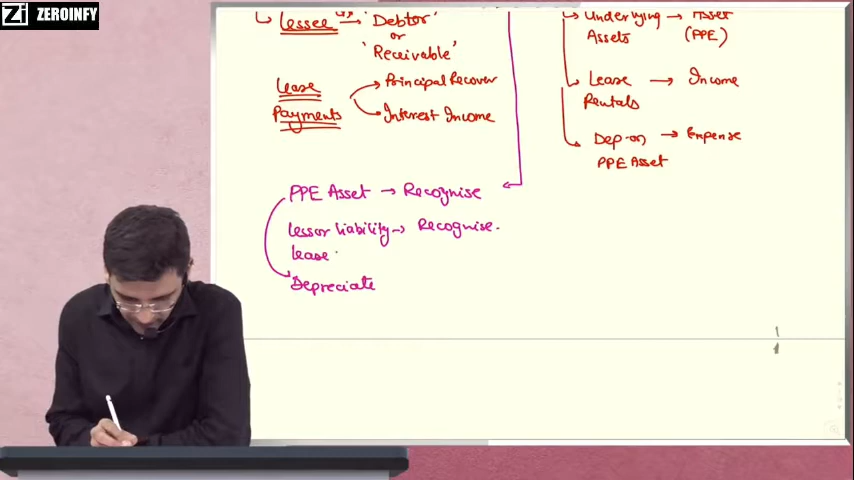 Zi ZEROINFY
Lessee → 'Debtor'
or
'Receivable'
Lease
Payments
Principal Recover
Interest Income
Underlying → Asset
Assets (PPE)
Lease → Income
Rentals
Dep on → Expense
PPE Asset
PPE Asset → Recognise
Lessor liability → Recognise.
lease.
Depreciate